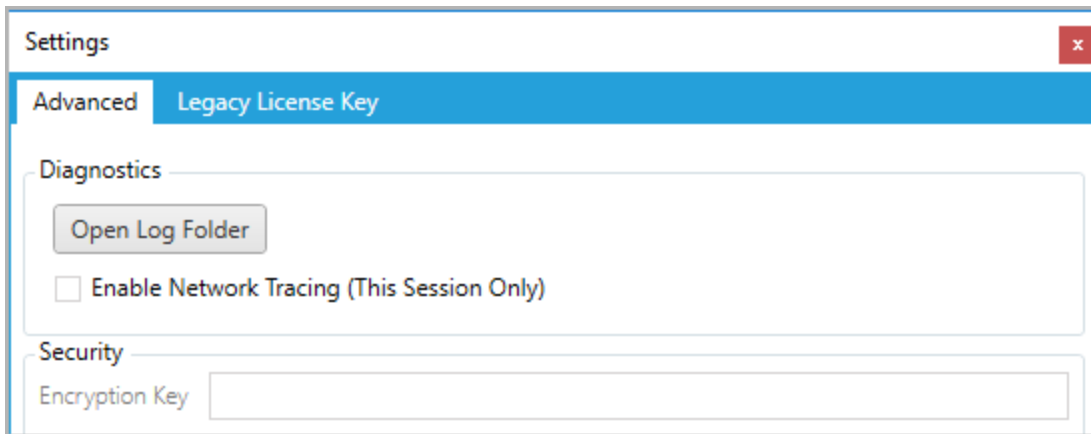 Settings
x
Advanced Legacy License Key
Diagnostics
Open Log Folder
Enable Network Tracing (This Session Only)
Security
Encryption Key